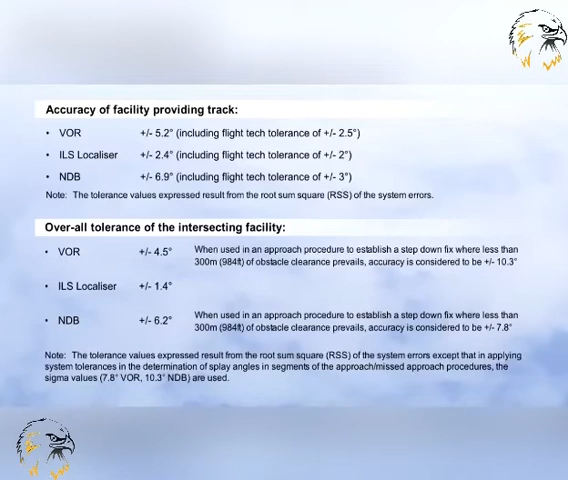 Accuracy of facility providing track:
• VOR +/- 5.2° (including flight tech tolerance of +/- 2.5°)
• ILS Localiser +/- 2.4° (including flight tech tolerance of +/- 2°)
• NDB +/- 6.9° (including flight tech tolerance of +/- 3°)
Note: The tolerance values expressed result from the root sum square (RSS) of the system errors.
Over-all tolerance of the intersecting facility:
• VOR +/- 4.5° When used in an approach procedure to establish a step down fix where less than
300m (984ft) of obstacle clearance prevails, accuracy is considered to be +/- 10.3°
• ILS Localiser +/- 1.4°
• NDB +/- 6.2° When used in an approach procedure to establish a step down fix where less than
300m (984ft) of obstacle clearance prevails, accuracy is considered to be +/- 7.8°
Note: The tolerance values expressed result from the root sum square (RSS) of the system errors except that in applying
system tolerances in the determination of splay angles in segments of the approach/missed approach procedures, the
sigma values (7.8° VOR, 10.3° NDB) are used.